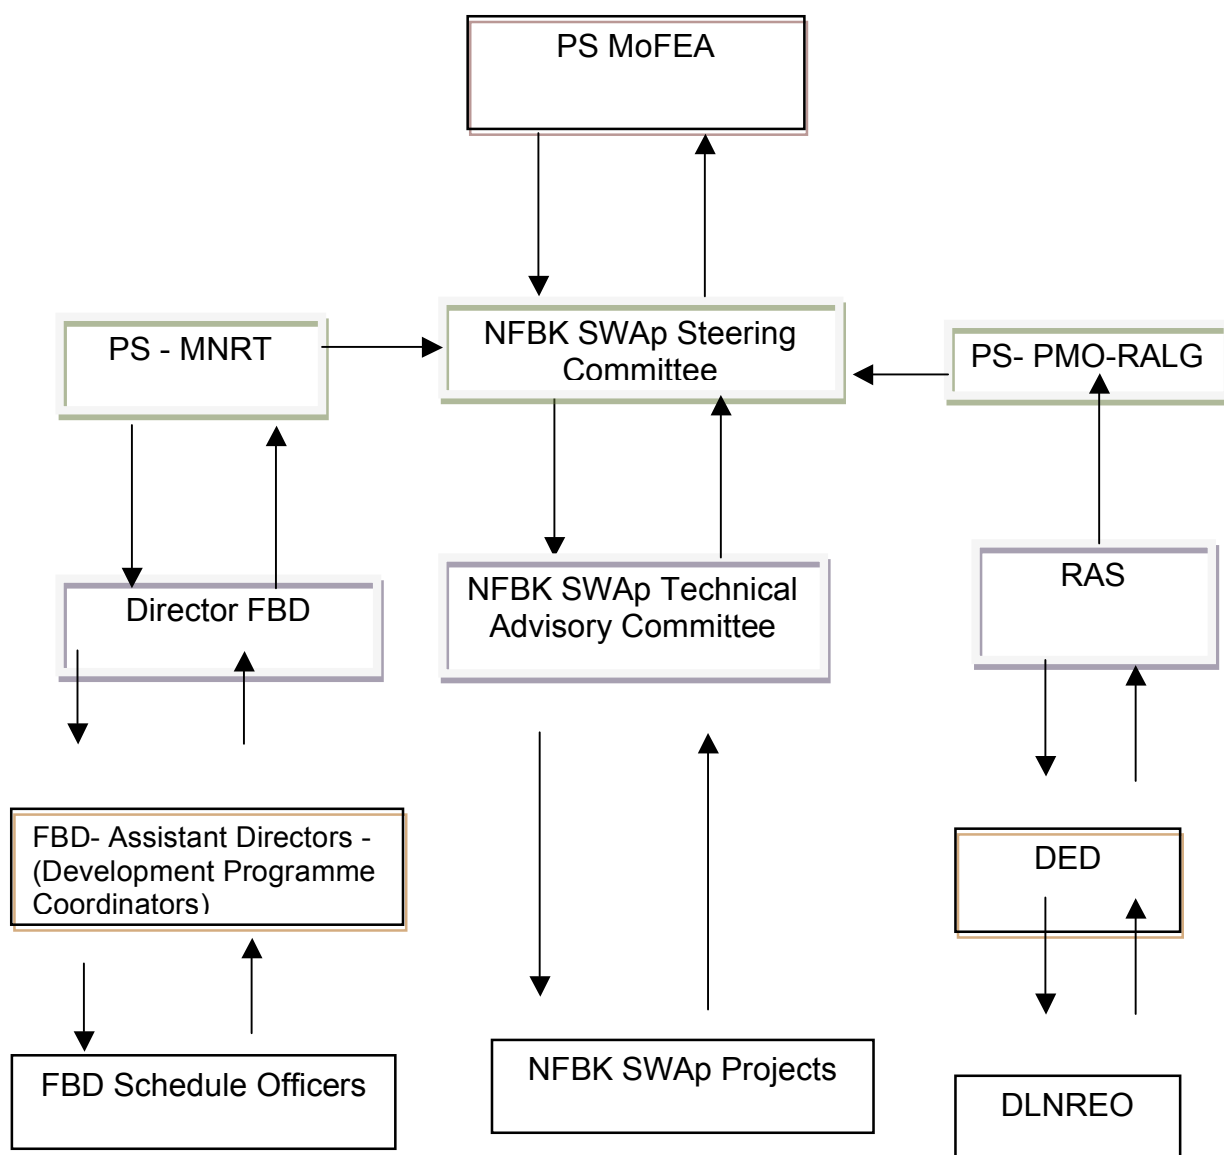 PS MoFEA
PS - MNRT
NFBK SWAp Steering
Committee
PS- PMO-RALG
Director FBD
NFBK SWAp Technical
Advisory Committee
RAS
FBD- Assistant Directors -
(Development Programme
Coordinators)
DED
FBD Schedule Officers
NFBK SWAp Projects
DLNREO